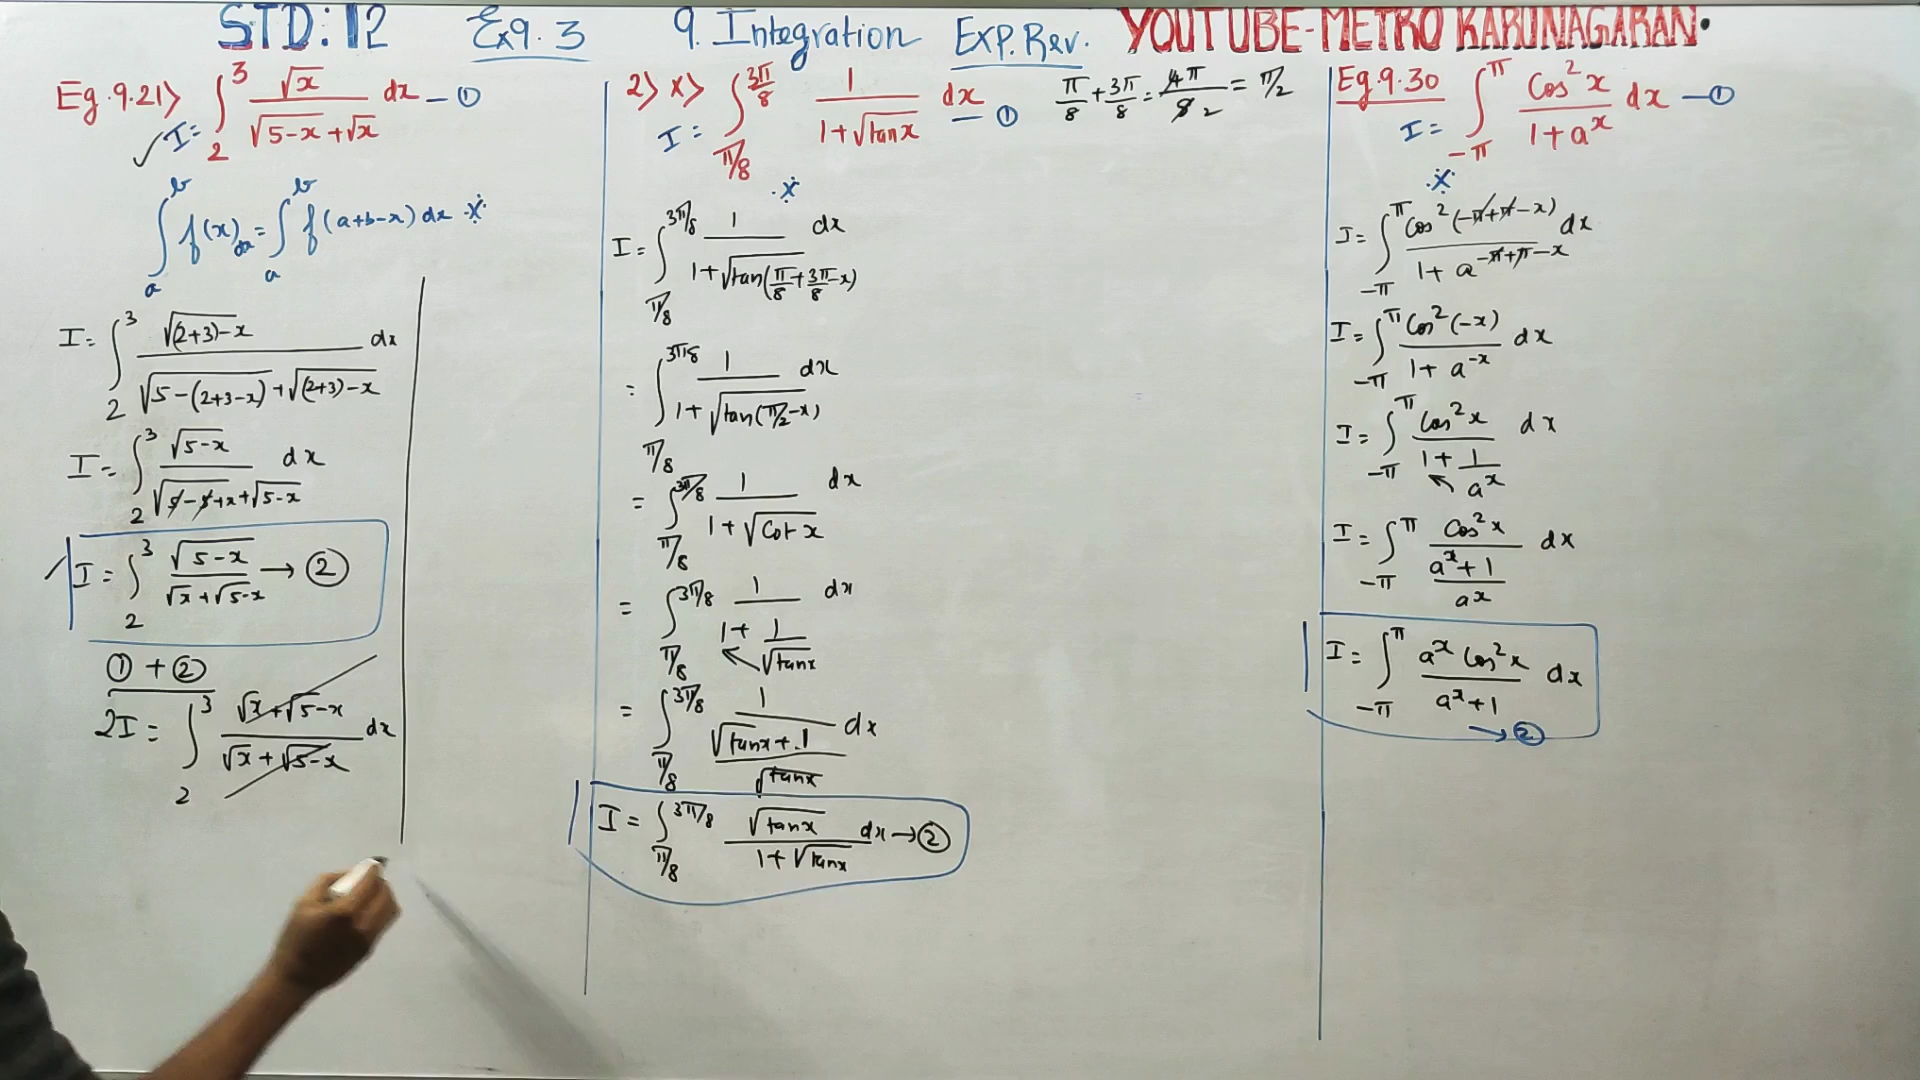 STD: 12 Ex 9.3 9. Integration Exp. Rev. YOUTUBE-METRO KARUNAGARAN.
Eg. 9.21> I = ∫₂³ √x / (√5-x + √x) dx — ①
∫ₐᵇ f(x) dx = ∫ₐᵇ f(a+b-x) dx
I = ∫₂³ √(2+3)-x / (√5-(2+3-x) + √(2+3)-x) dx
I = ∫₂³ √5-x / (√5-5+x + √5-x) dx
I = ∫₂³ √5-x / (√x + √5-x) → ②
① + ②
2I = ∫₂³ (√x + √5-x) / (√x + √5-x) dx
2> x> I = ∫_{π/8}^{3π/8} 1 / (1+√tan x) dx — ①
π/8 + 3π/8 = 4π/8 2 = π/2
I = ∫_{π/8}^{3π/8} 1 / (1+√tan(π/8 + 3π/8 - x)) dx
= ∫_{π/8}^{3π/8} 1 / (1+√tan(π/2 - x)) dx
= ∫_{π/8}^{3π/8} 1 / (1+√Cot x) dx
= ∫_{π/8}^{3π/8} 1 / (1 + 1/√tan x) dx
= ∫_{π/8}^{3π/8} 1 / ((√tan x + 1)/√tan x) dx
I = ∫_{π/8}^{3π/8} √tan x / (1+√tan x) dx → ②
Eg. 9.30 I = ∫_{-π}^{π} Cos² x / (1+aˣ) dx — ①
I = ∫_{-π}^{π} Cos² (-π+π-x) / (1+a^{-π+π-x}) dx
I = ∫_{-π}^{π} Cos² (-x) / (1+a^{-x}) dx
I = ∫_{-π}^{π} Cos² x / (1 + 1/aˣ) dx
I = ∫_{-π}^{π} Cos² x / ((aˣ+1)/aˣ) dx
I = ∫_{-π}^{π} aˣ Cos² x / (aˣ+1) dx
→ ②